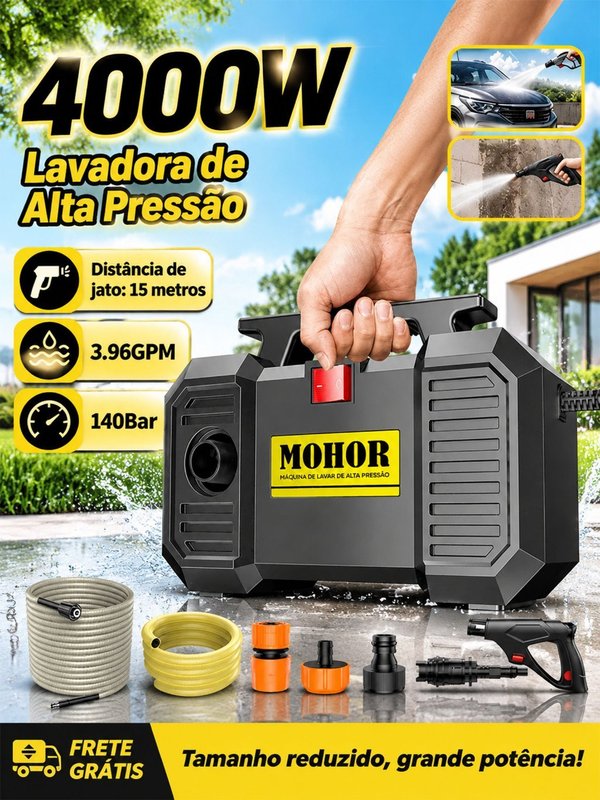 4000W
Lavadora de
Alta Pressão
Distância de
jato: 15 metros
3.96GPM
140Bar
MOHOR
MÁQUINA DE LAVAR DE ALTA PRESSÃO
FRETE
GRÁTIS
Tamanho reduzido, grande potência!